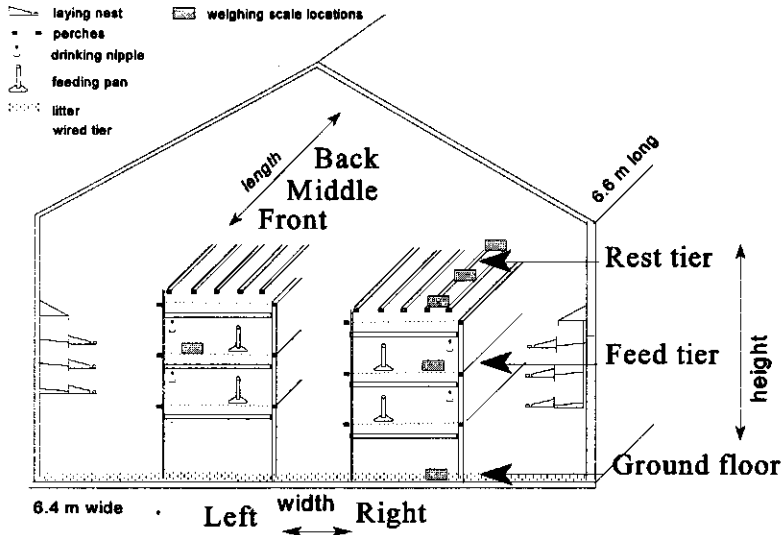 laying nest
weighing scale locations
perches
drinking nipple
feeding pan
litter
wired tier
length
Back
Middle
Front
6.6 m long
Rest tier
Feed tier
height
Ground floor
6.4 m wide
width
Left
Right